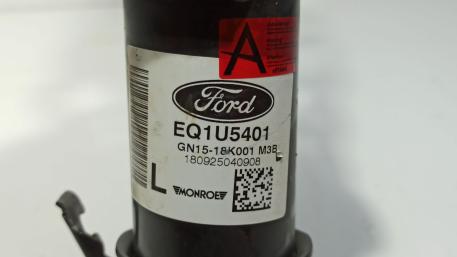 A
Ford
EQ1U5401
GN15-18K001 M3B
180925040908
L
MONROE